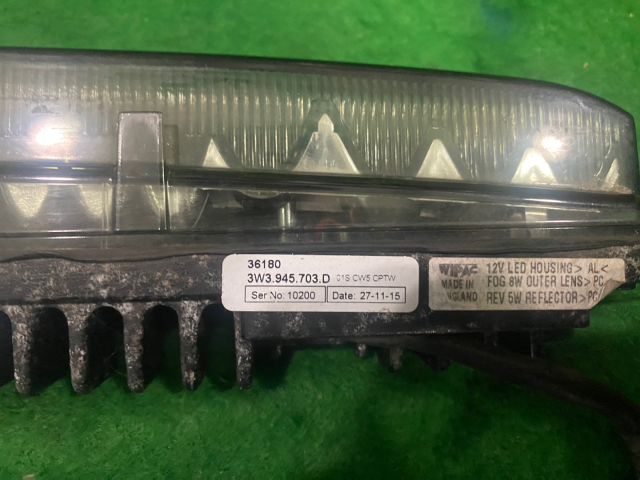 36180
3W3.945.703.D 01S CW5 CPTW
Ser No: 10200 Date: 27-11-15
WIPAC 12V LED HOUSING> AL<
MADE IN FOG 8W OUTER LENS>PC
ENGLAND REV 5W REFLECTOR>PC